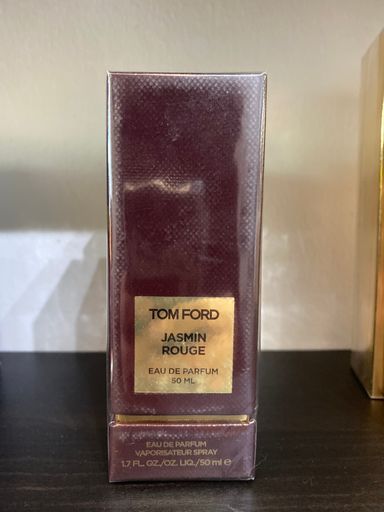 TOM FORD
JASMIN
ROUGE
EAU DE PARFUM
50 ML
EAU DE PARFUM
VAPORISATEUR SPRAY
1.7 FL. OZ./OZ. LIQ./50 ml e